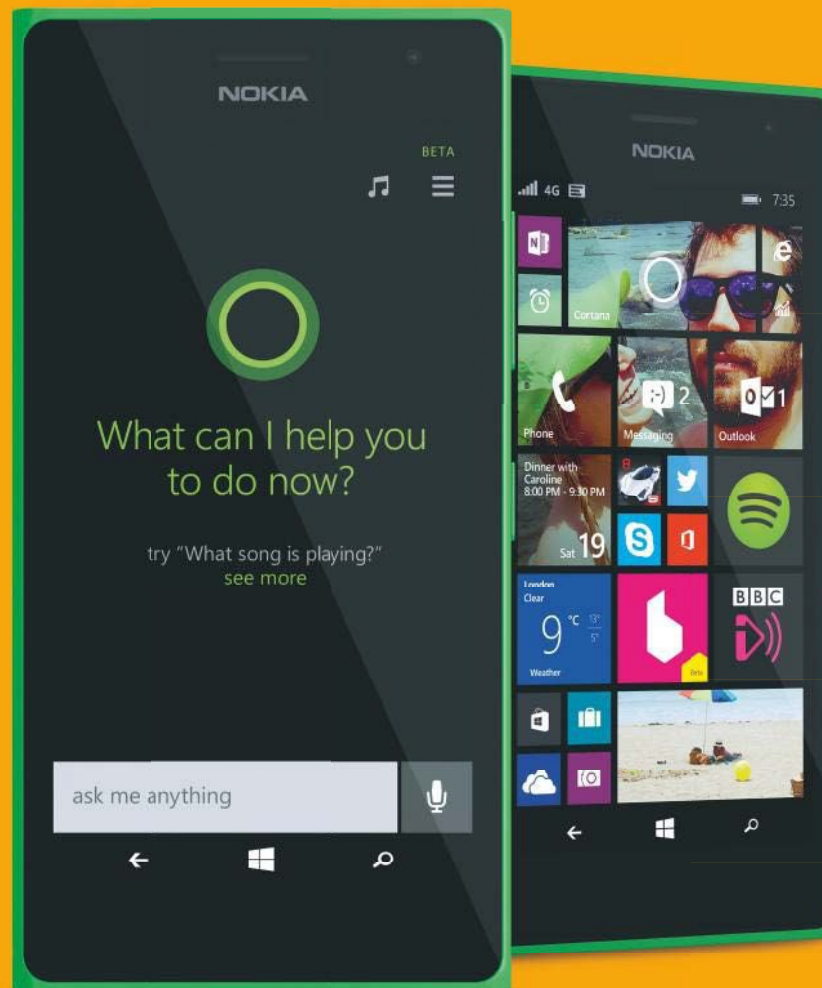 NOKIA
BETA
What can I help you
to do now?
try "What song is playing?"
see more
ask me anything
NOKIA
4G
7:35
N
Cortana
Phone
:-) 2
Messaging
1
Outlook
Dinner with
Caroline
8:00 PM - 9:30 PM
Sat 19
London
Clear
9 °C 13°
5°
Weather
Beta
BBC